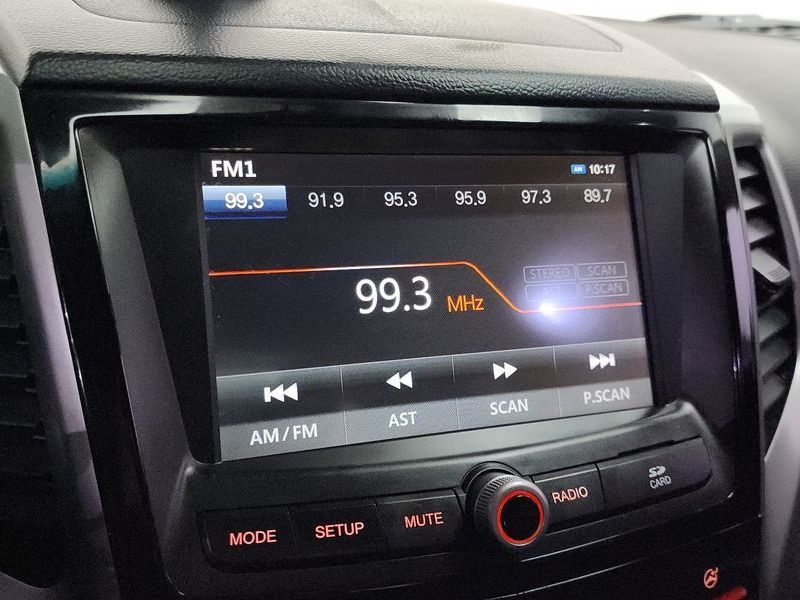 FM1 AM 10:17
99.3 91.9 95.3 95.9 97.3 89.7
STEREO SCAN
AST P.SCAN
99.3 MHz
AM / FM AST SCAN P.SCAN
MODE SETUP MUTE RADIO SD CARD